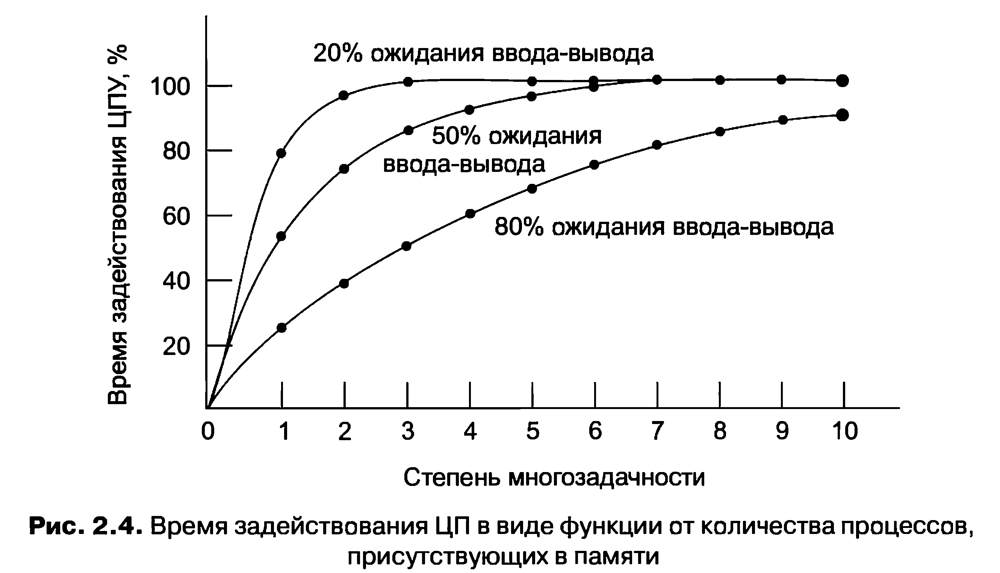 20% ожидания ввода-вывода
Время задействования ЦПУ, %
100
80
60
40
20
50% ожидания
ввода-вывода
80% ожидания ввода-вывода
0 1 2 3 4 5 6 7 8 9 10
Степень многозадачности
Рис. 2.4. Время задействования ЦП в виде функции от количества процессов,
присутствующих в памяти